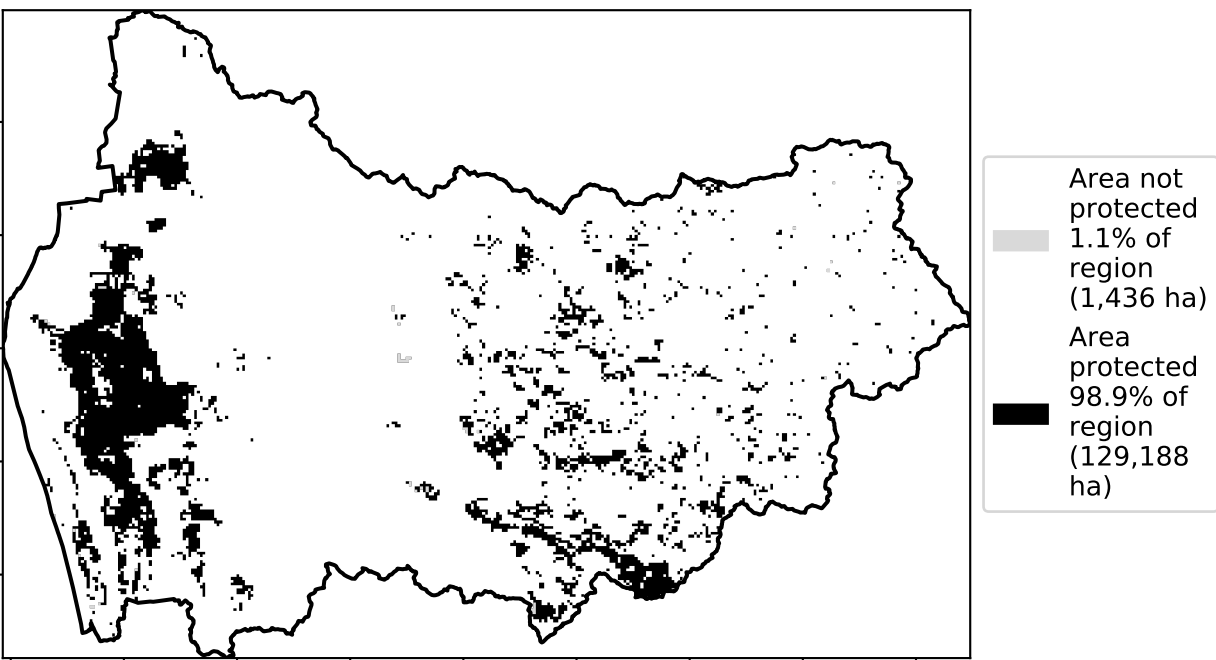 Area not
protected
1.1% of
region
(1,436 ha)
Area
protected
98.9% of
region
(129,188
ha)